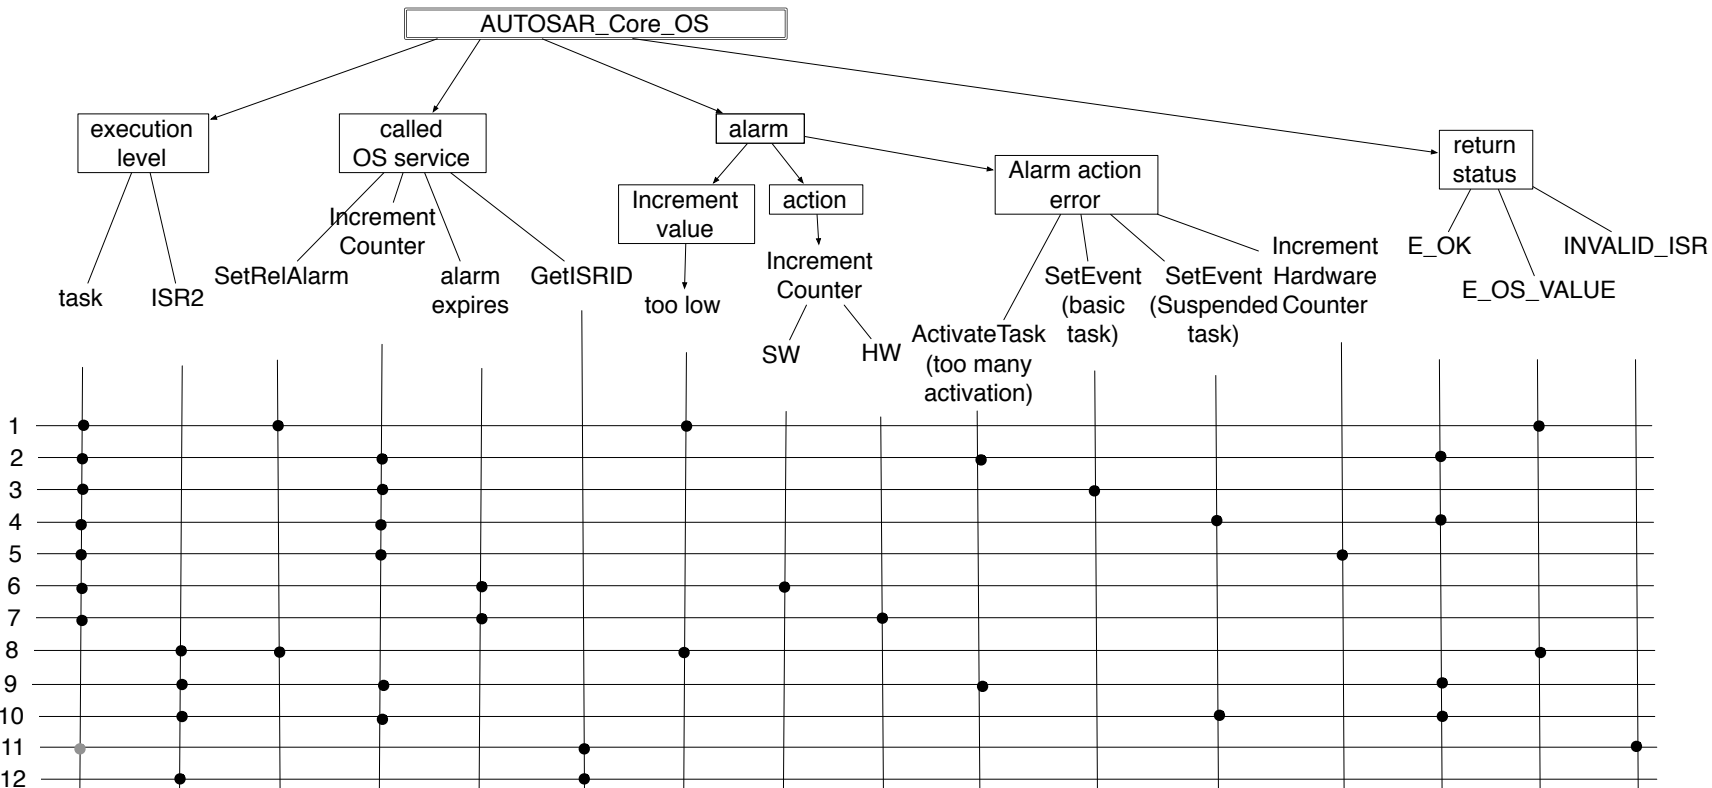 AUTOSAR_Core_OS
execution
level
called
OS service
alarm
return
status
Alarm action
error
Increment
value
action
Increment
Counter
SetRelAlarm
alarm
expires
GetISRID
task
ISR2
too low
Increment
Counter
SW
HW
ActivateTask
(too many
activation)
SetEvent
(basic
task)
SetEvent
(Suspended
task)
Increment
Hardware
Counter
E_OK
E_OS_VALUE
INVALID_ISR
1
2
3
4
5
6
7
8
9
10
11
12